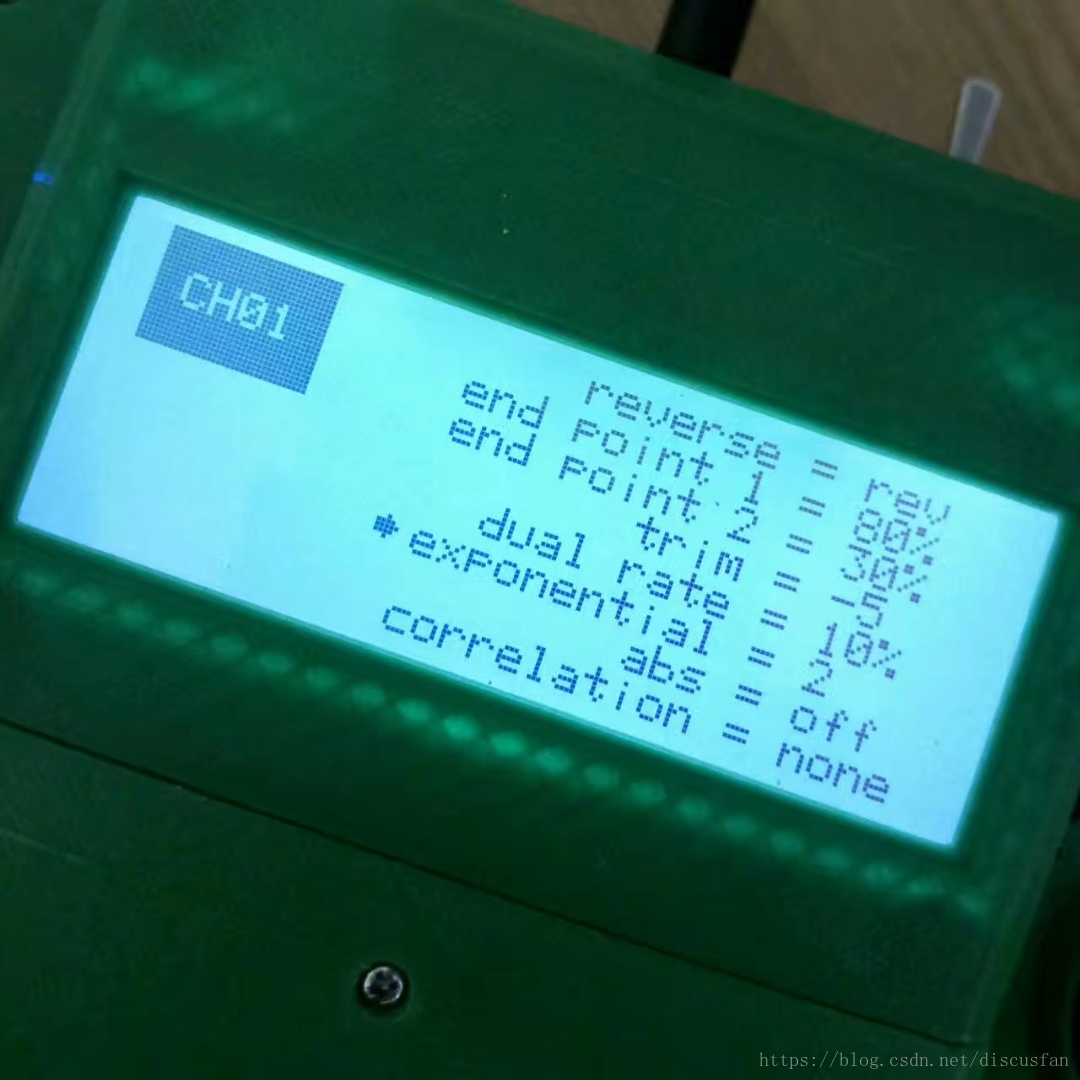 CH01
reverse = rev
end point 1 = 80%
end point 2 = 30%
trim = -5
dual rate = 10%
exponential = 2
abs = off
correlation = none
https://blog.csdn.net/discusfan